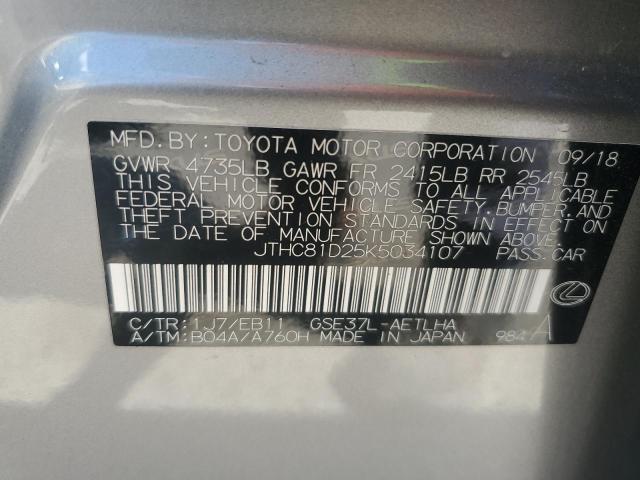 MFD. BY: TOYOTA MOTOR CORPORATION 09/18
GVWR 4735LB GAWR FR 2415LB RR 2545LB
THIS VEHICLE CONFORMS TO ALL APPLICABLE
FEDERAL MOTOR VEHICLE SAFETY, BUMPER, AND
THEFT PREVENTION STANDARDS IN EFFECT ON
THE DATE OF MANUFACTURE SHOWN ABOVE.
JTHC81D25K5034107 PASS. CAR
C/TR: 1J7/EB11 GSE37L-AETLHA
A/TM: B04A/A760H MADE IN JAPAN 984 A